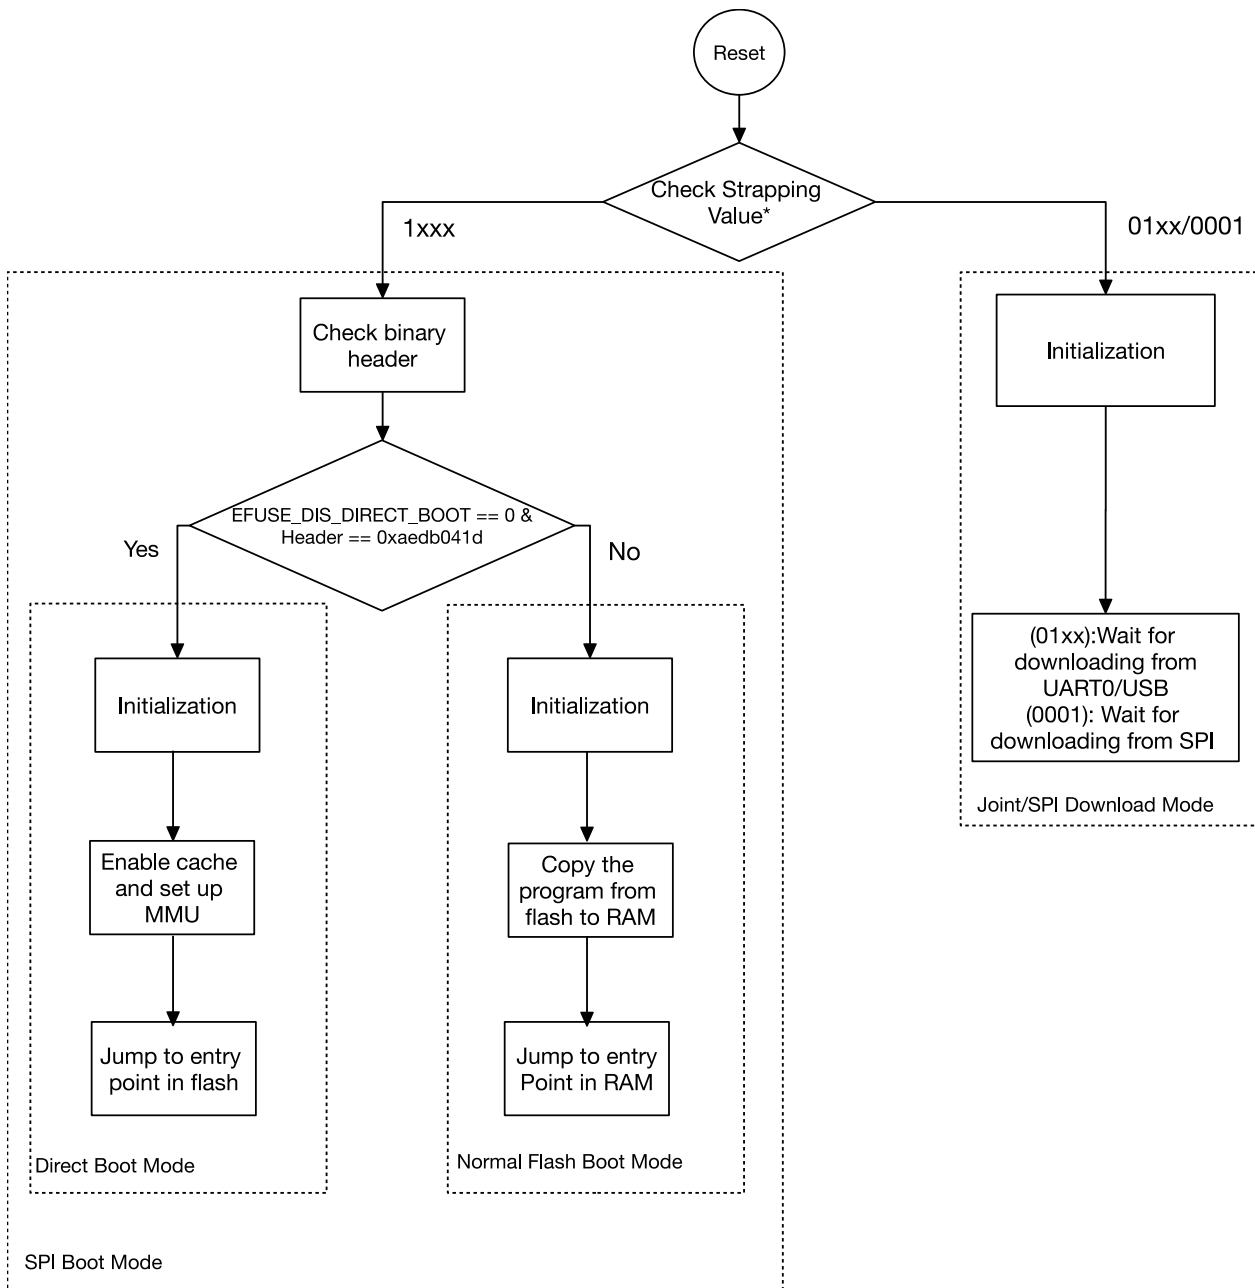 Reset
Check Strapping
Value*
1xxx
01xx/0001
Check binary
header
Initialization
EFUSE_DIS_DIRECT_BOOT == 0 &
Header == 0xaedb041d
Yes
No
Initialization
Initialization
(01xx):Wait for
downloading from
UART0/USB
(0001): Wait for
downloading from SPI
Joint/SPI Download Mode
Enable cache
and set up
MMU
Copy the
program from
flash to RAM
Jump to entry
point in flash
Jump to entry
Point in RAM
Direct Boot Mode
Normal Flash Boot Mode
SPI Boot Mode